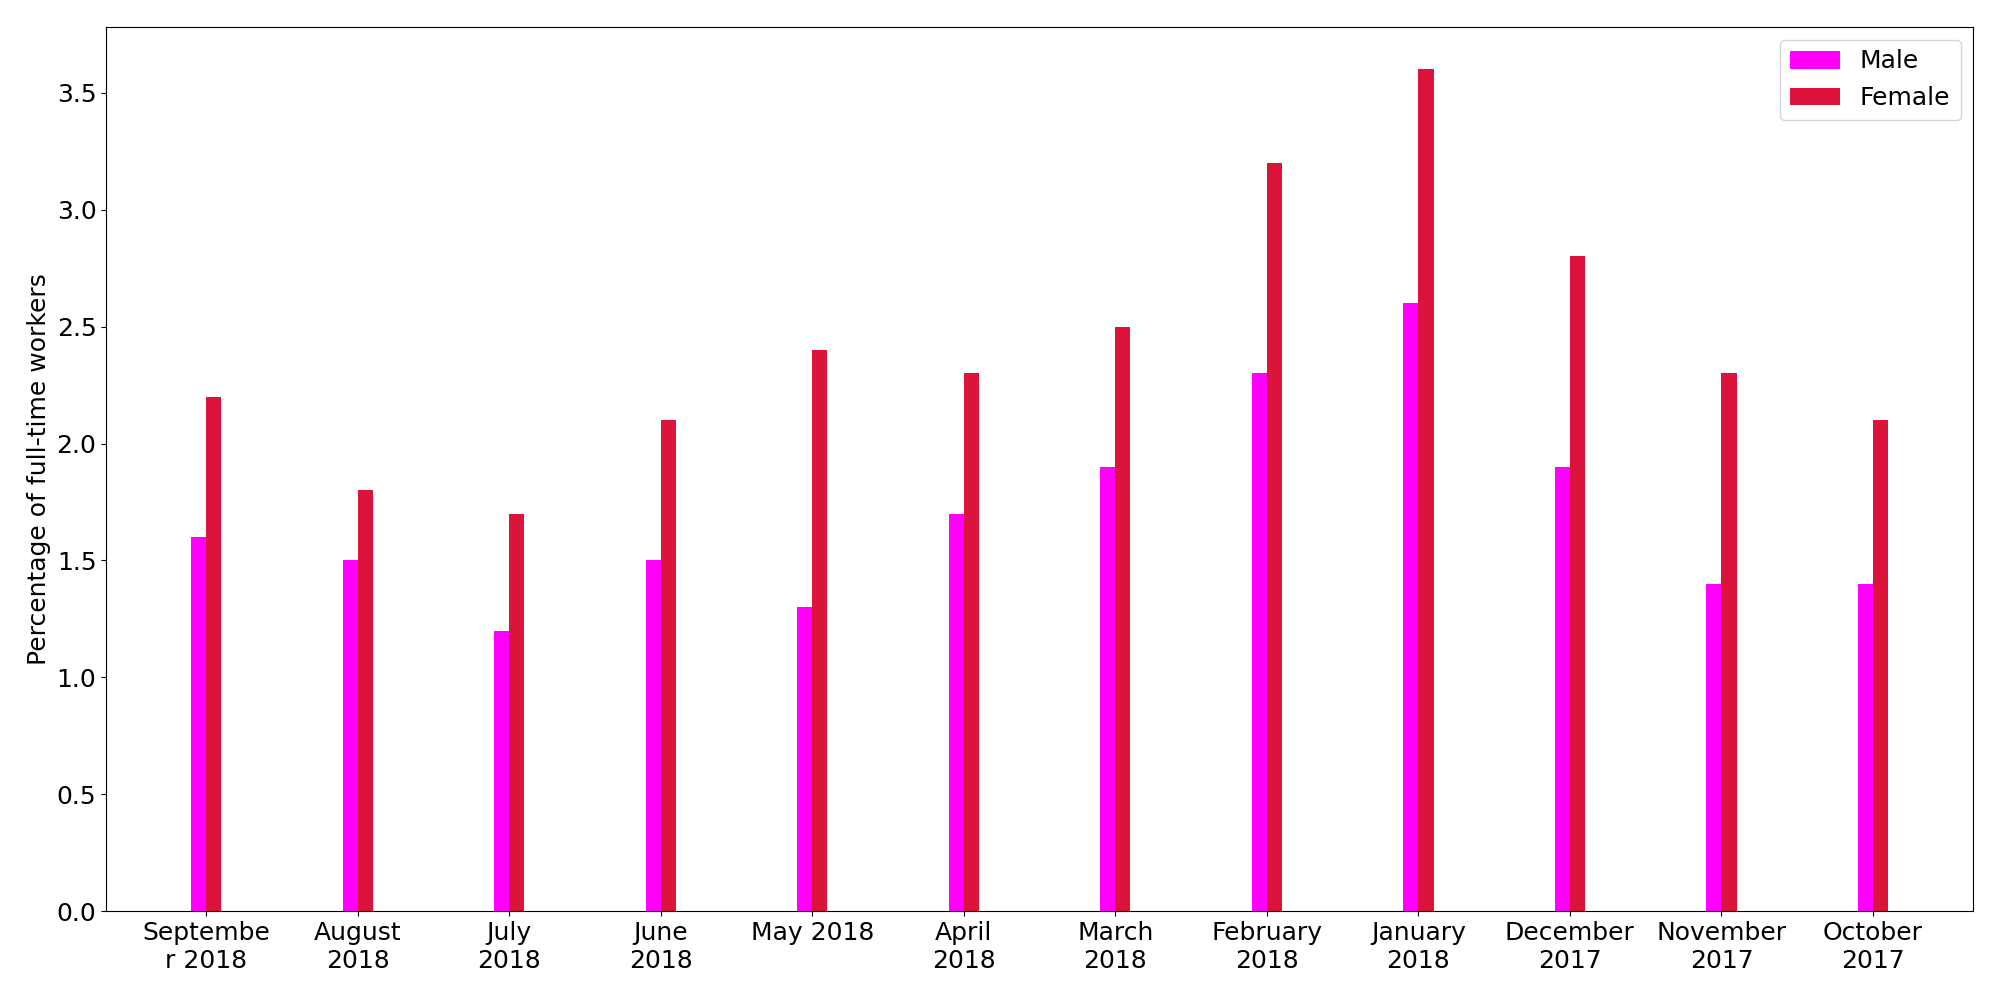 Male
Female
Percentage of full-time workers
3.5
3.0
2.5
2.0
1.5
1.0
0.5
0.0
Septembe
r 2018
August
2018
July
2018
June
2018
May 2018
April
2018
March
2018
February
2018
January
2018
December
2017
November
2017
October
2017